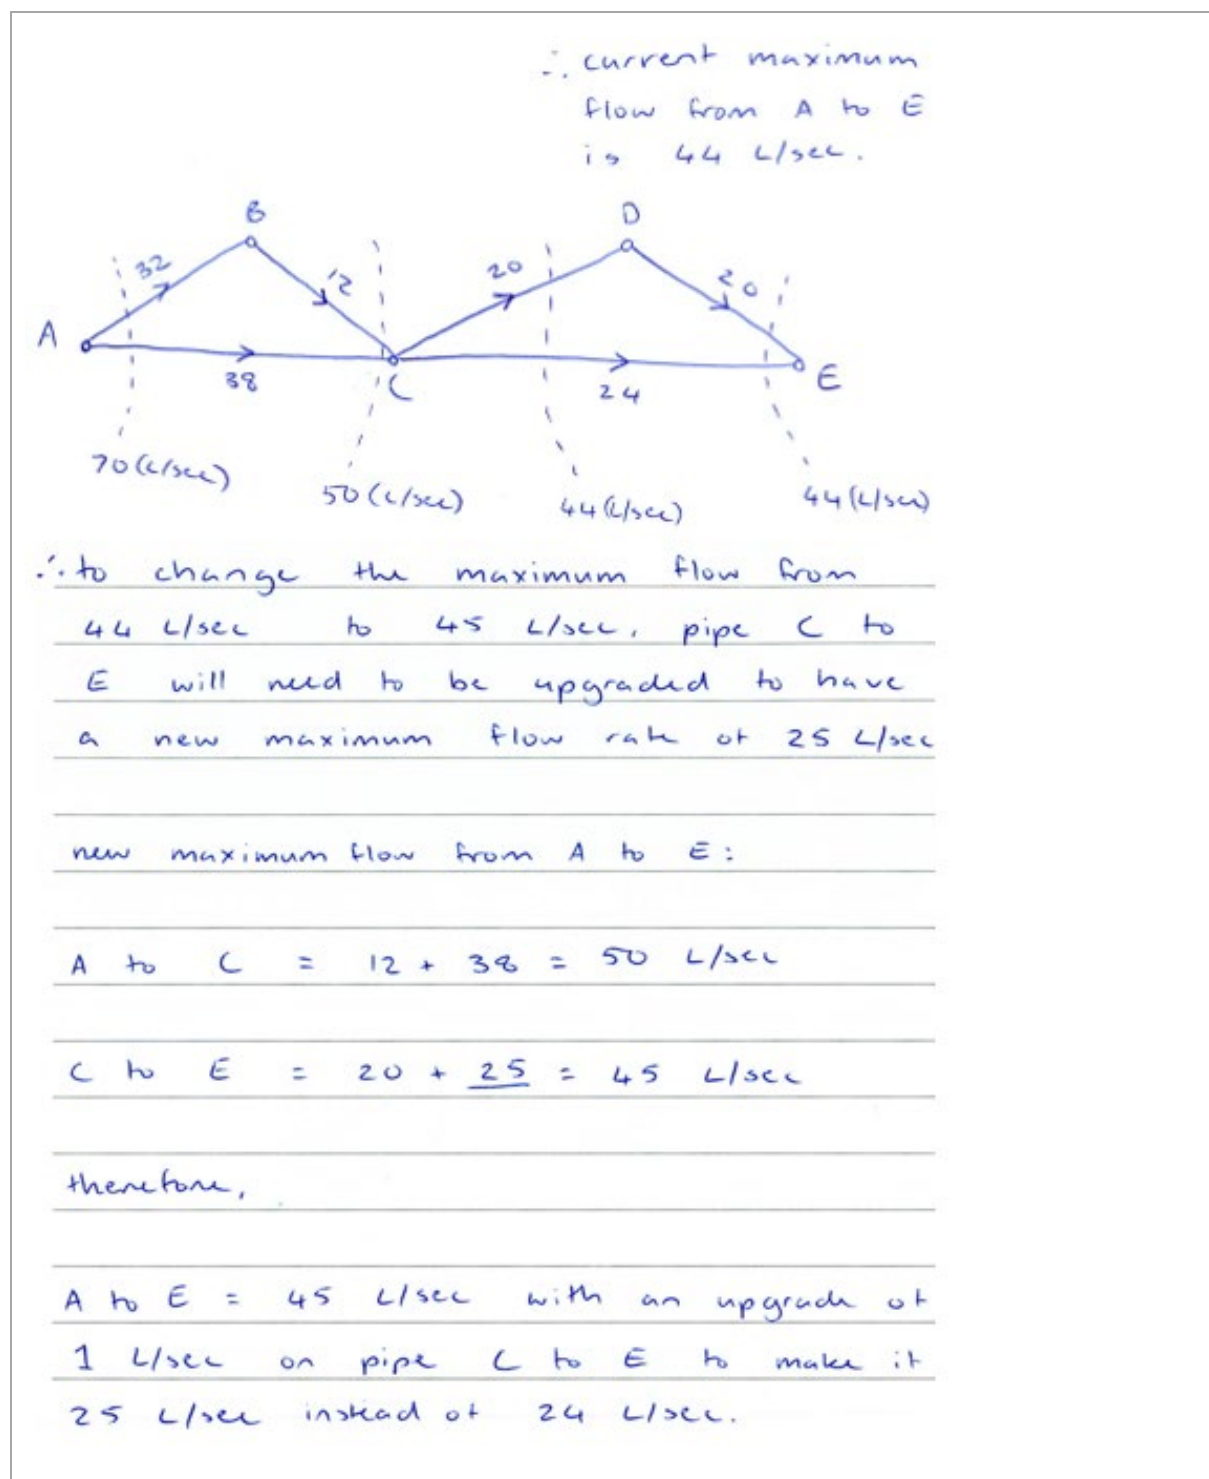 ∴ current maximum
flow from A to E
is 44 L/sec.
B
D
32
12
20
20
A
38
C
24
E
70 (L/sec)
50 (L/sec)
44 (L/sec)
44 (L/sec)
∴ to change the maximum flow from
44 L/sec to 45 L/sec, pipe C to
E will need to be upgraded to have
a new maximum flow rate of 25 L/sec
new maximum flow from A to E:
A to C = 12 + 38 = 50 L/sec
C to E = 20 + 25 = 45 L/sec
therefore,
A to E = 45 L/sec with an upgrade of
1 L/sec on pipe C to E to make it
25 L/sec instead of 24 L/sec.